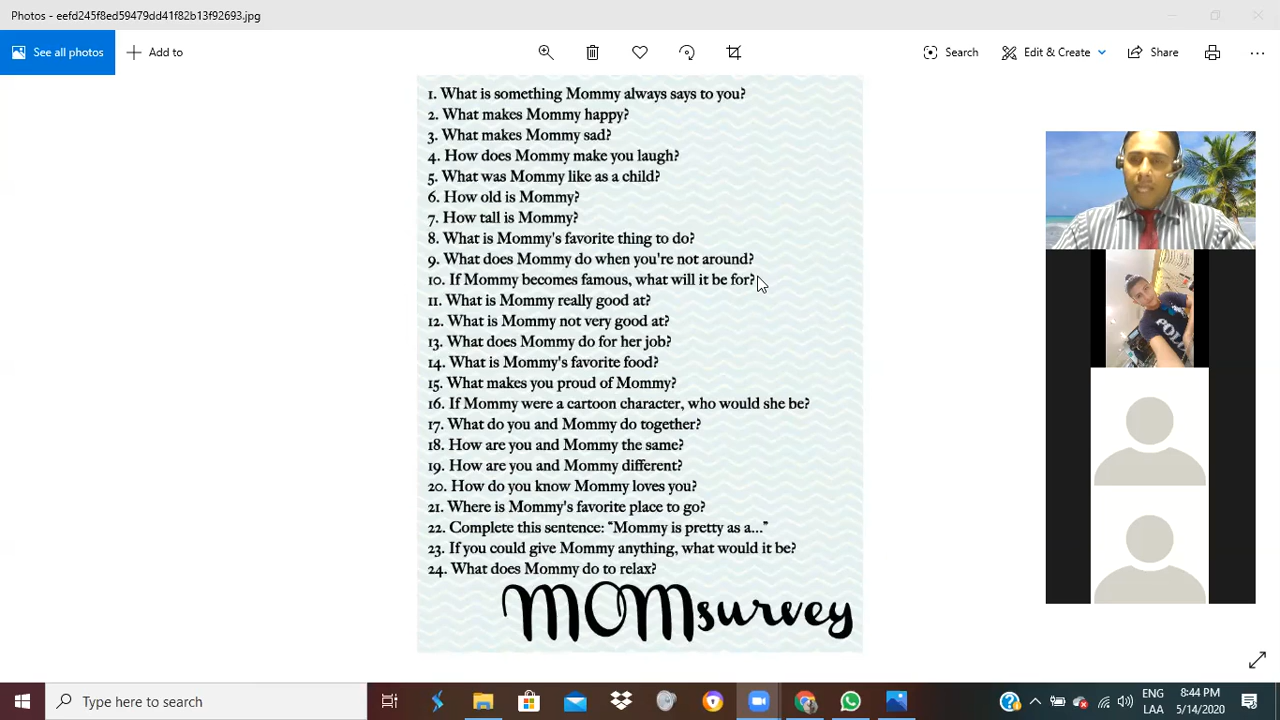 Photos - eefd245f8ed59479dd41f82b13f92693.jpg
See all photos
Add to
Search
Edit & Create
Share
1. What is something Mommy always says to you?
2. What makes Mommy happy?
3. What makes Mommy sad?
4. How does Mommy make you laugh?
5. What was Mommy like as a child?
6. How old is Mommy?
7. How tall is Mommy?
8. What is Mommy's favorite thing to do?
9. What does Mommy do when you're not around?
10. If Mommy becomes famous, what will it be for?
11. What is Mommy really good at?
12. What is Mommy not very good at?
13. What does Mommy do for her job?
14. What is Mommy's favorite food?
15. What makes you proud of Mommy?
16. If Mommy were a cartoon character, who would she be?
17. What do you and Mommy do together?
18. How are you and Mommy the same?
19. How are you and Mommy different?
20. How do you know Mommy loves you?
21. Where is Mommy's favorite place to go?
22. Complete this sentence: “Mommy is pretty as a...”
23. If you could give Mommy anything, what would it be?
24. What does Mommy do to relax?
MOMsurvey
POLO
Type here to search
ENG
LAA
8:44 PM
5/14/2020